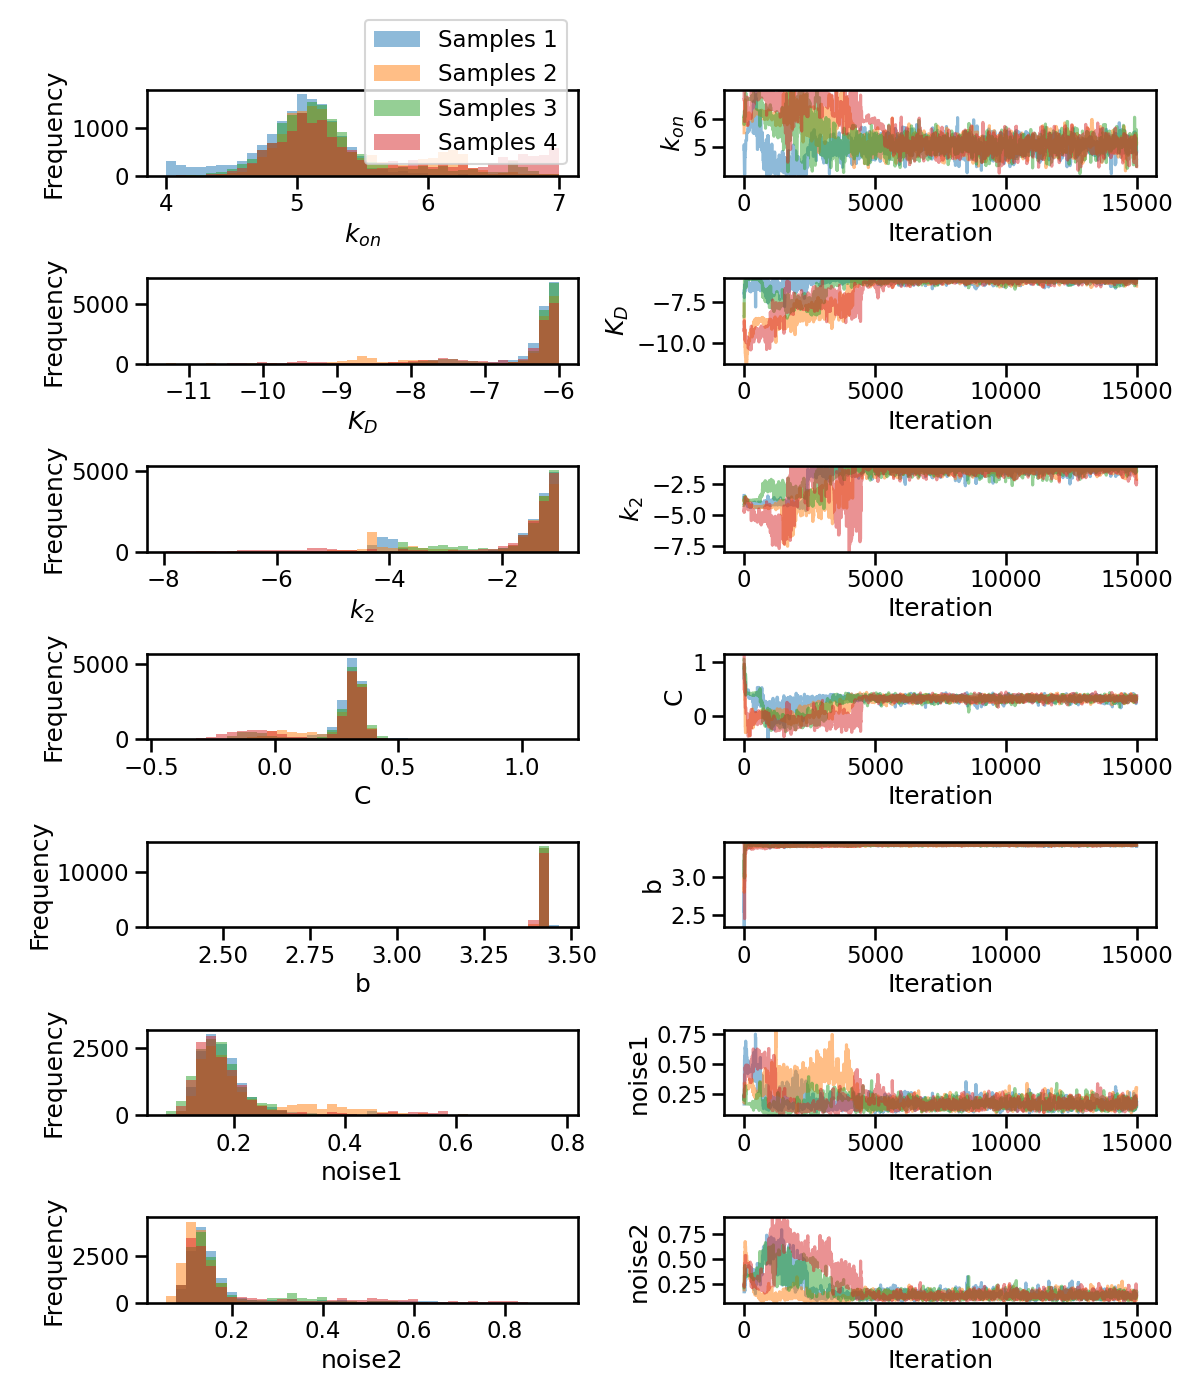 Samples 1
Samples 2
Samples 3
Samples 4
Frequency
1000
0
4 5 6 7
k_on
k_on
6
5
0 5000 10000 15000
Iteration
Frequency
5000
0
−11 −10 −9 −8 −7 −6
K_D
K_D
−7.5
−10.0
0 5000 10000 15000
Iteration
Frequency
5000
0
−8 −6 −4 −2
k_2
k_2
−2.5
−5.0
−7.5
0 5000 10000 15000
Iteration
Frequency
5000
0
−0.5 0.0 0.5 1.0
C
C
1
0
0 5000 10000 15000
Iteration
Frequency
10000
0
2.50 2.75 3.00 3.25 3.50
b
b
3.0
2.5
0 5000 10000 15000
Iteration
Frequency
2500
0
0.2 0.4 0.6 0.8
noise1
noise1
0.75
0.50
0.25
0 5000 10000 15000
Iteration
Frequency
2500
0
0.2 0.4 0.6 0.8
noise2
noise2
0.75
0.50
0.25
0 5000 10000 15000
Iteration